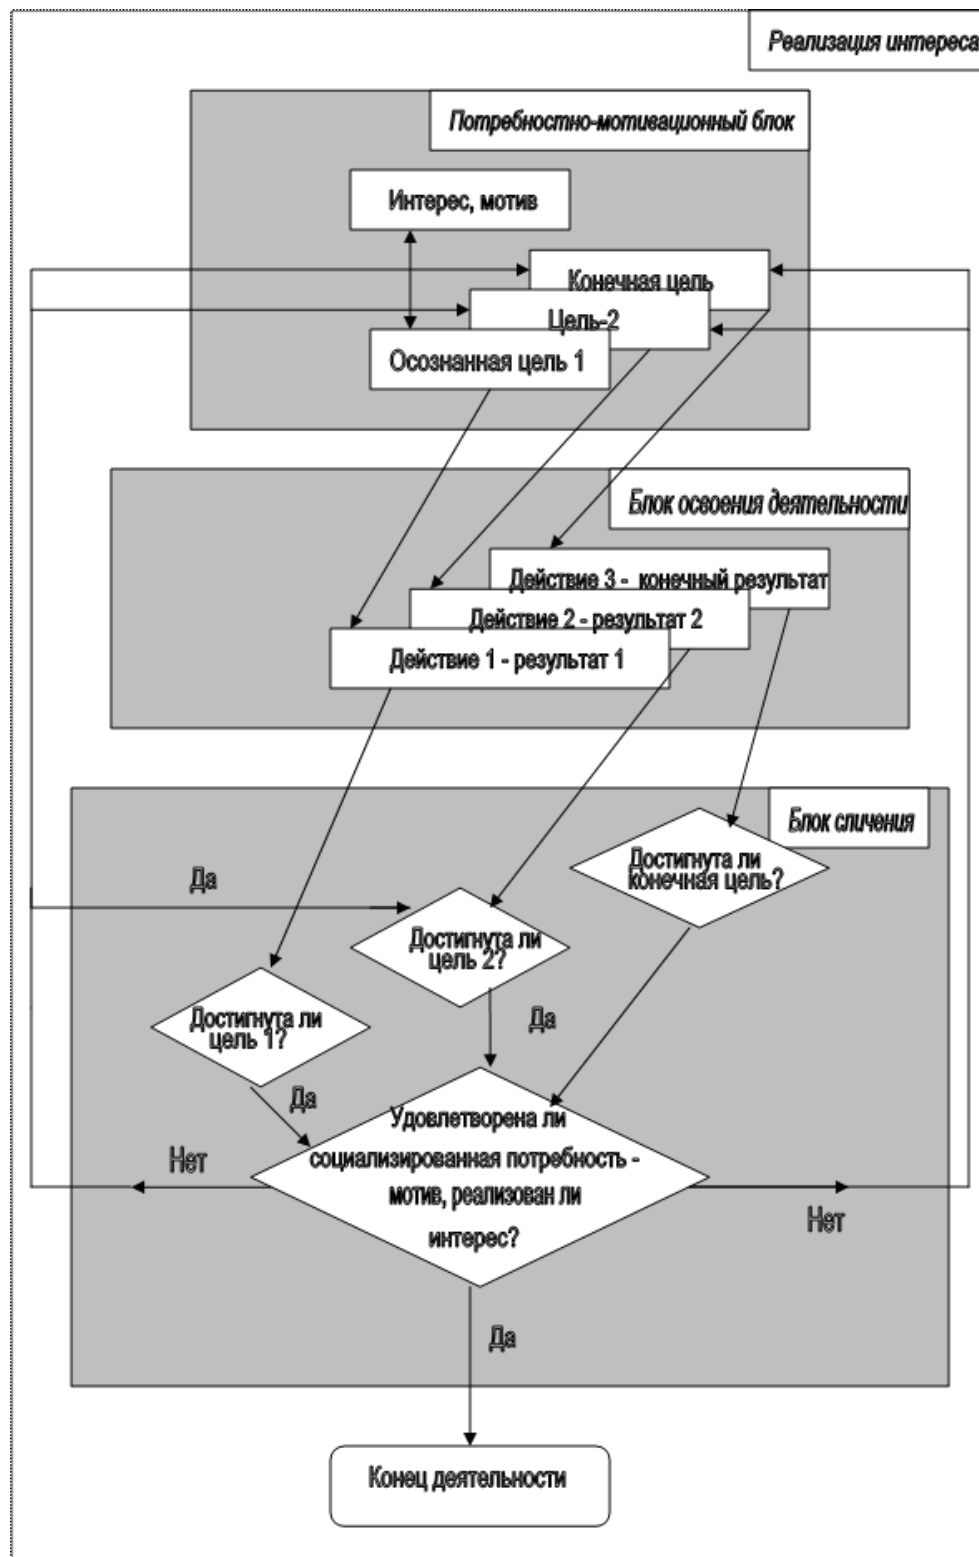 Реализация интереса
Потребностно-мотивационный блок
Интерес, мотив
Конечная цель
Цель-2
Осознанная цель 1
Блок освоения деятельности
Действие 3 - конечный результат
Действие 2 - результат 2
Действие 1 - результат 1
Блок сличения
Достигнута ли
конечная цель?
Да
Достигнута ли
цель 2?
Достигнута ли
цель 1?
Да
Да
Удовлетворена ли
социализированная потребность -
мотив, реализован ли
интерес?
Нет
Нет
Да
Конец деятельности